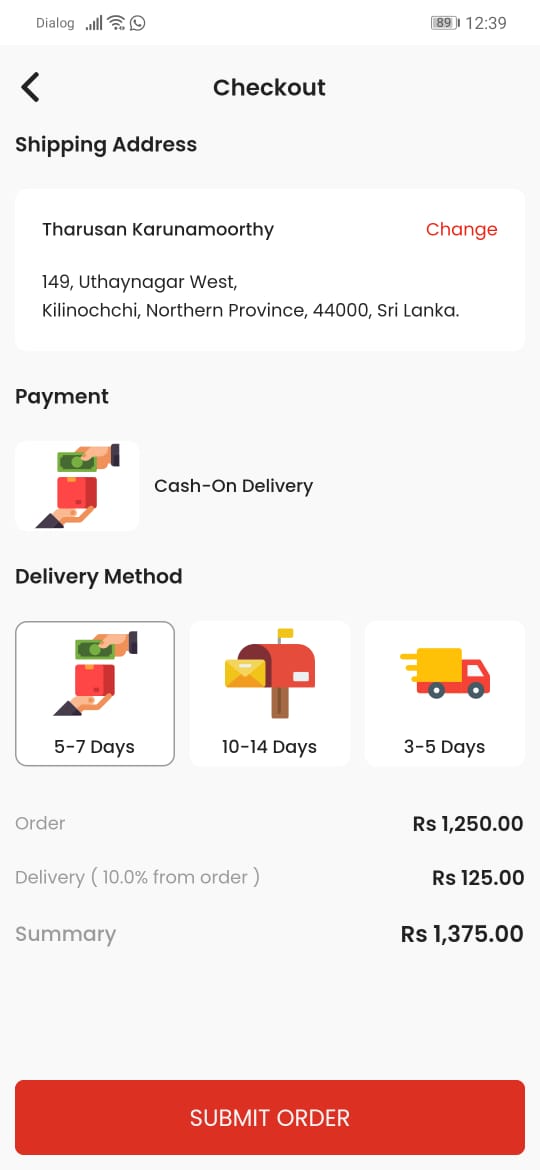 Dialog 89 12:39
Checkout
Shipping Address
Tharusan Karunamoorthy Change
149, Uthaynagar West,
Kilinochchi, Northern Province, 44000, Sri Lanka.
Payment
Cash-On Delivery
Delivery Method
5-7 Days 10-14 Days 3-5 Days
Order Rs 1,250.00
Delivery ( 10.0% from order ) Rs 125.00
Summary Rs 1,375.00
SUBMIT ORDER